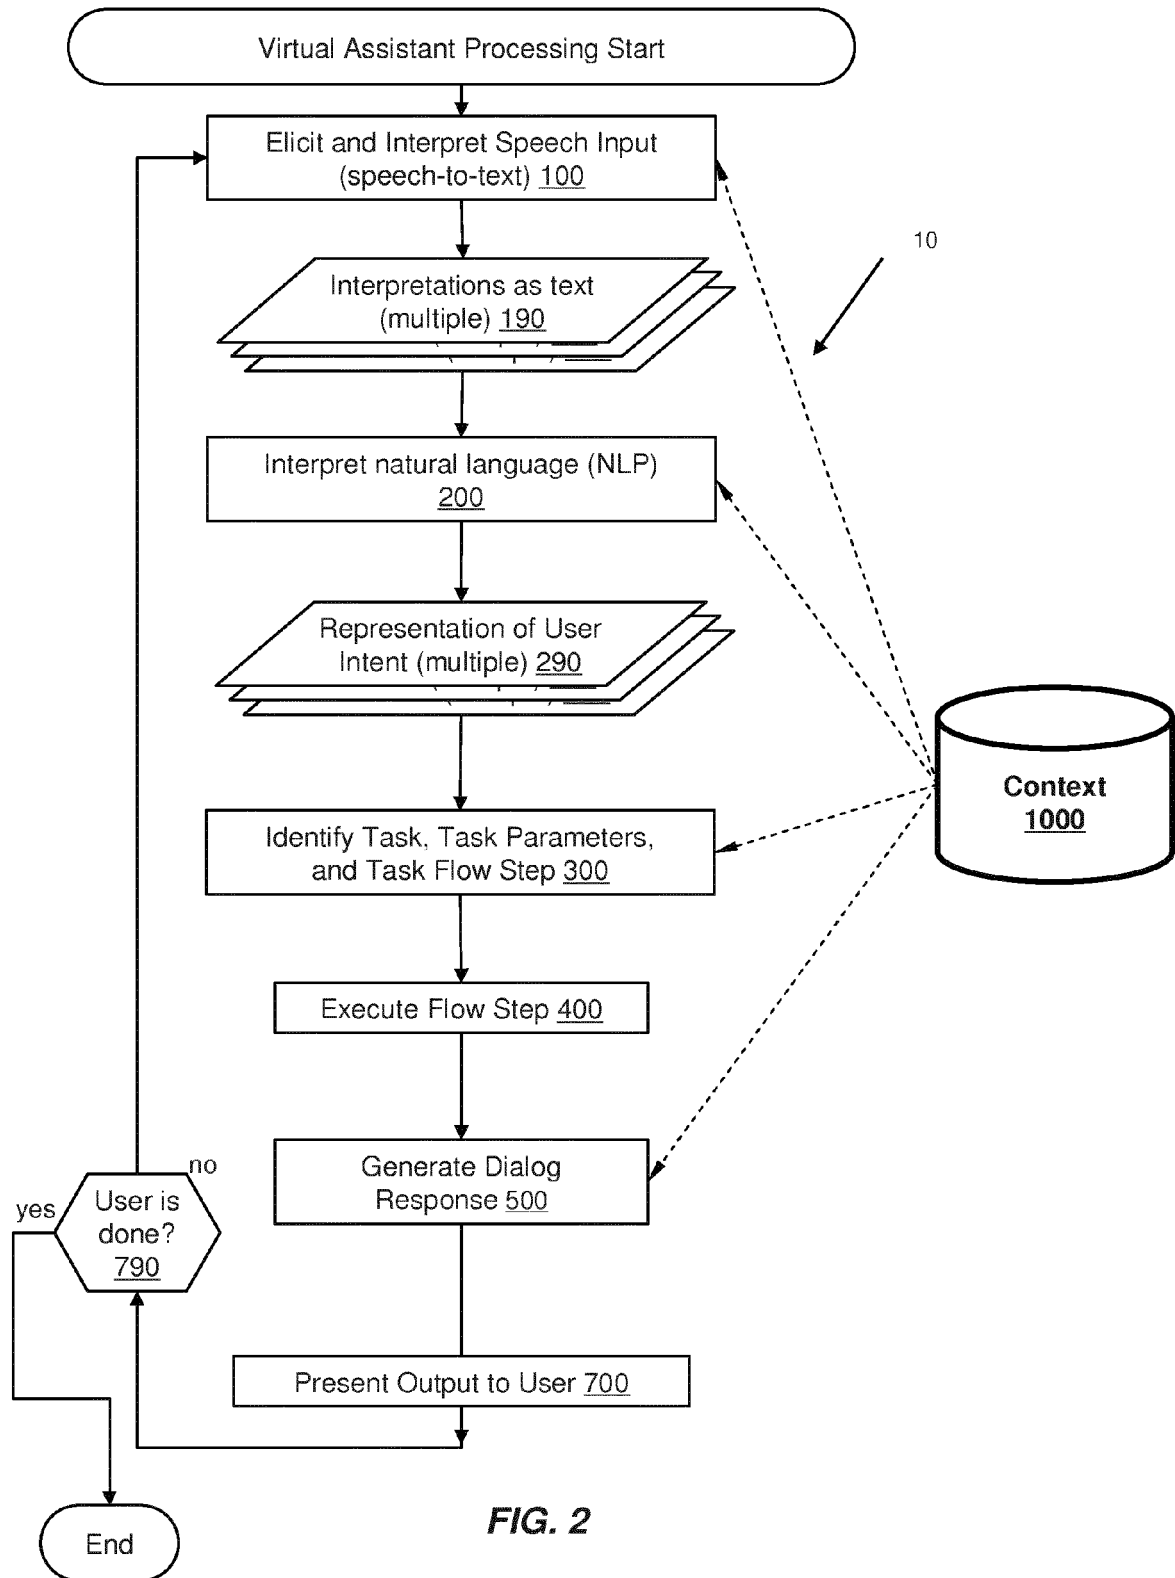 Virtual Assistant Processing Start
Elicit and Interpret Speech Input
(speech-to-text) 100
10
Interpretations as text
(multiple) 190
Interpret natural language (NLP)
200
Representation of User
Intent (multiple) 290
Context
1000
Identify Task, Task Parameters,
and Task Flow Step 300
Execute Flow Step 400
Generate Dialog
Response 500
no
yes
User is
done?
790
Present Output to User 700
End
FIG. 2